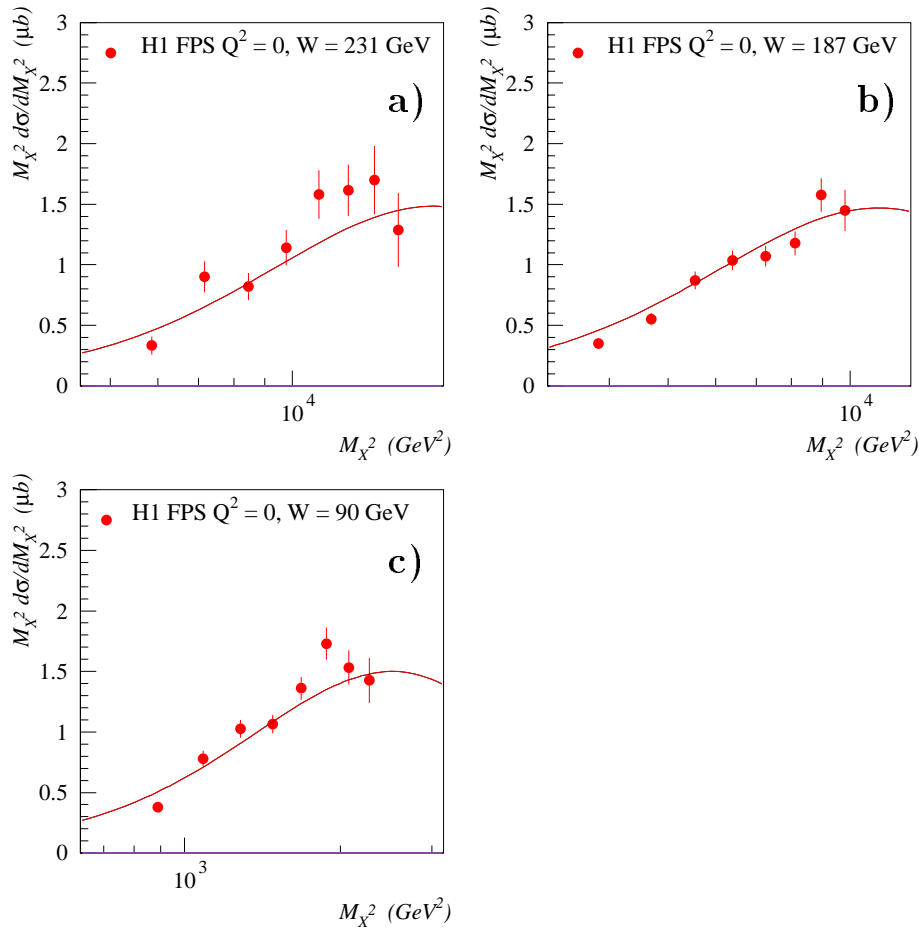 M_X² dσ/dM_X² (μb)
H1 FPS Q² = 0, W = 231 GeV
a)
3
2.5
2
1.5
1
0.5
0
10⁴
M_X² (GeV²)
M_X² dσ/dM_X² (μb)
H1 FPS Q² = 0, W = 187 GeV
b)
3
2.5
2
1.5
1
0.5
0
10⁴
M_X² (GeV²)
M_X² dσ/dM_X² (μb)
H1 FPS Q² = 0, W = 90 GeV
c)
3
2.5
2
1.5
1
0.5
0
10³
M_X² (GeV²)